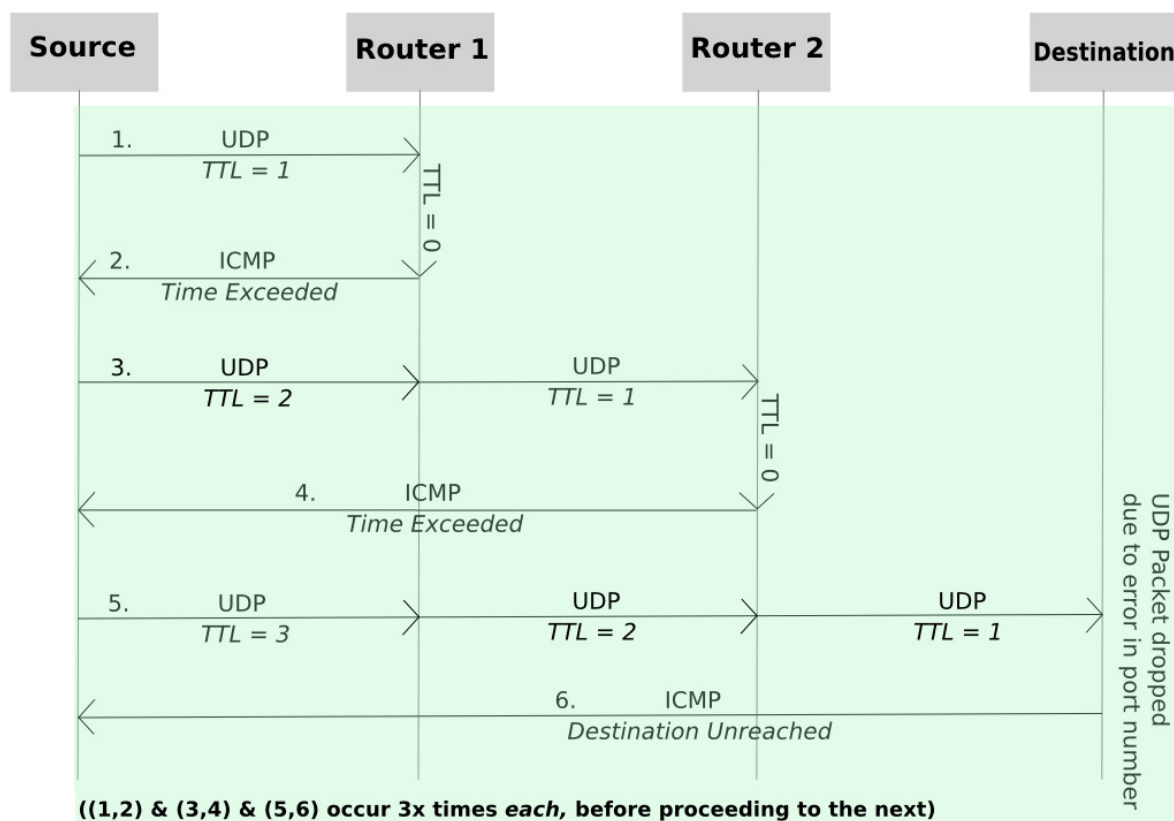 Source
Router 1
Router 2
Destination
1. UDP
TTL = 1
TTL = 0
2. ICMP
Time Exceeded
3. UDP
TTL = 2
UDP
TTL = 1
TTL = 0
4. ICMP
Time Exceeded
5. UDP
TTL = 3
UDP
TTL = 2
UDP
TTL = 1
UDP Packet dropped
due to error in port number
6. ICMP
Destination Unreached
((1,2) & (3,4) & (5,6) occur 3x times each, before proceeding to the next)